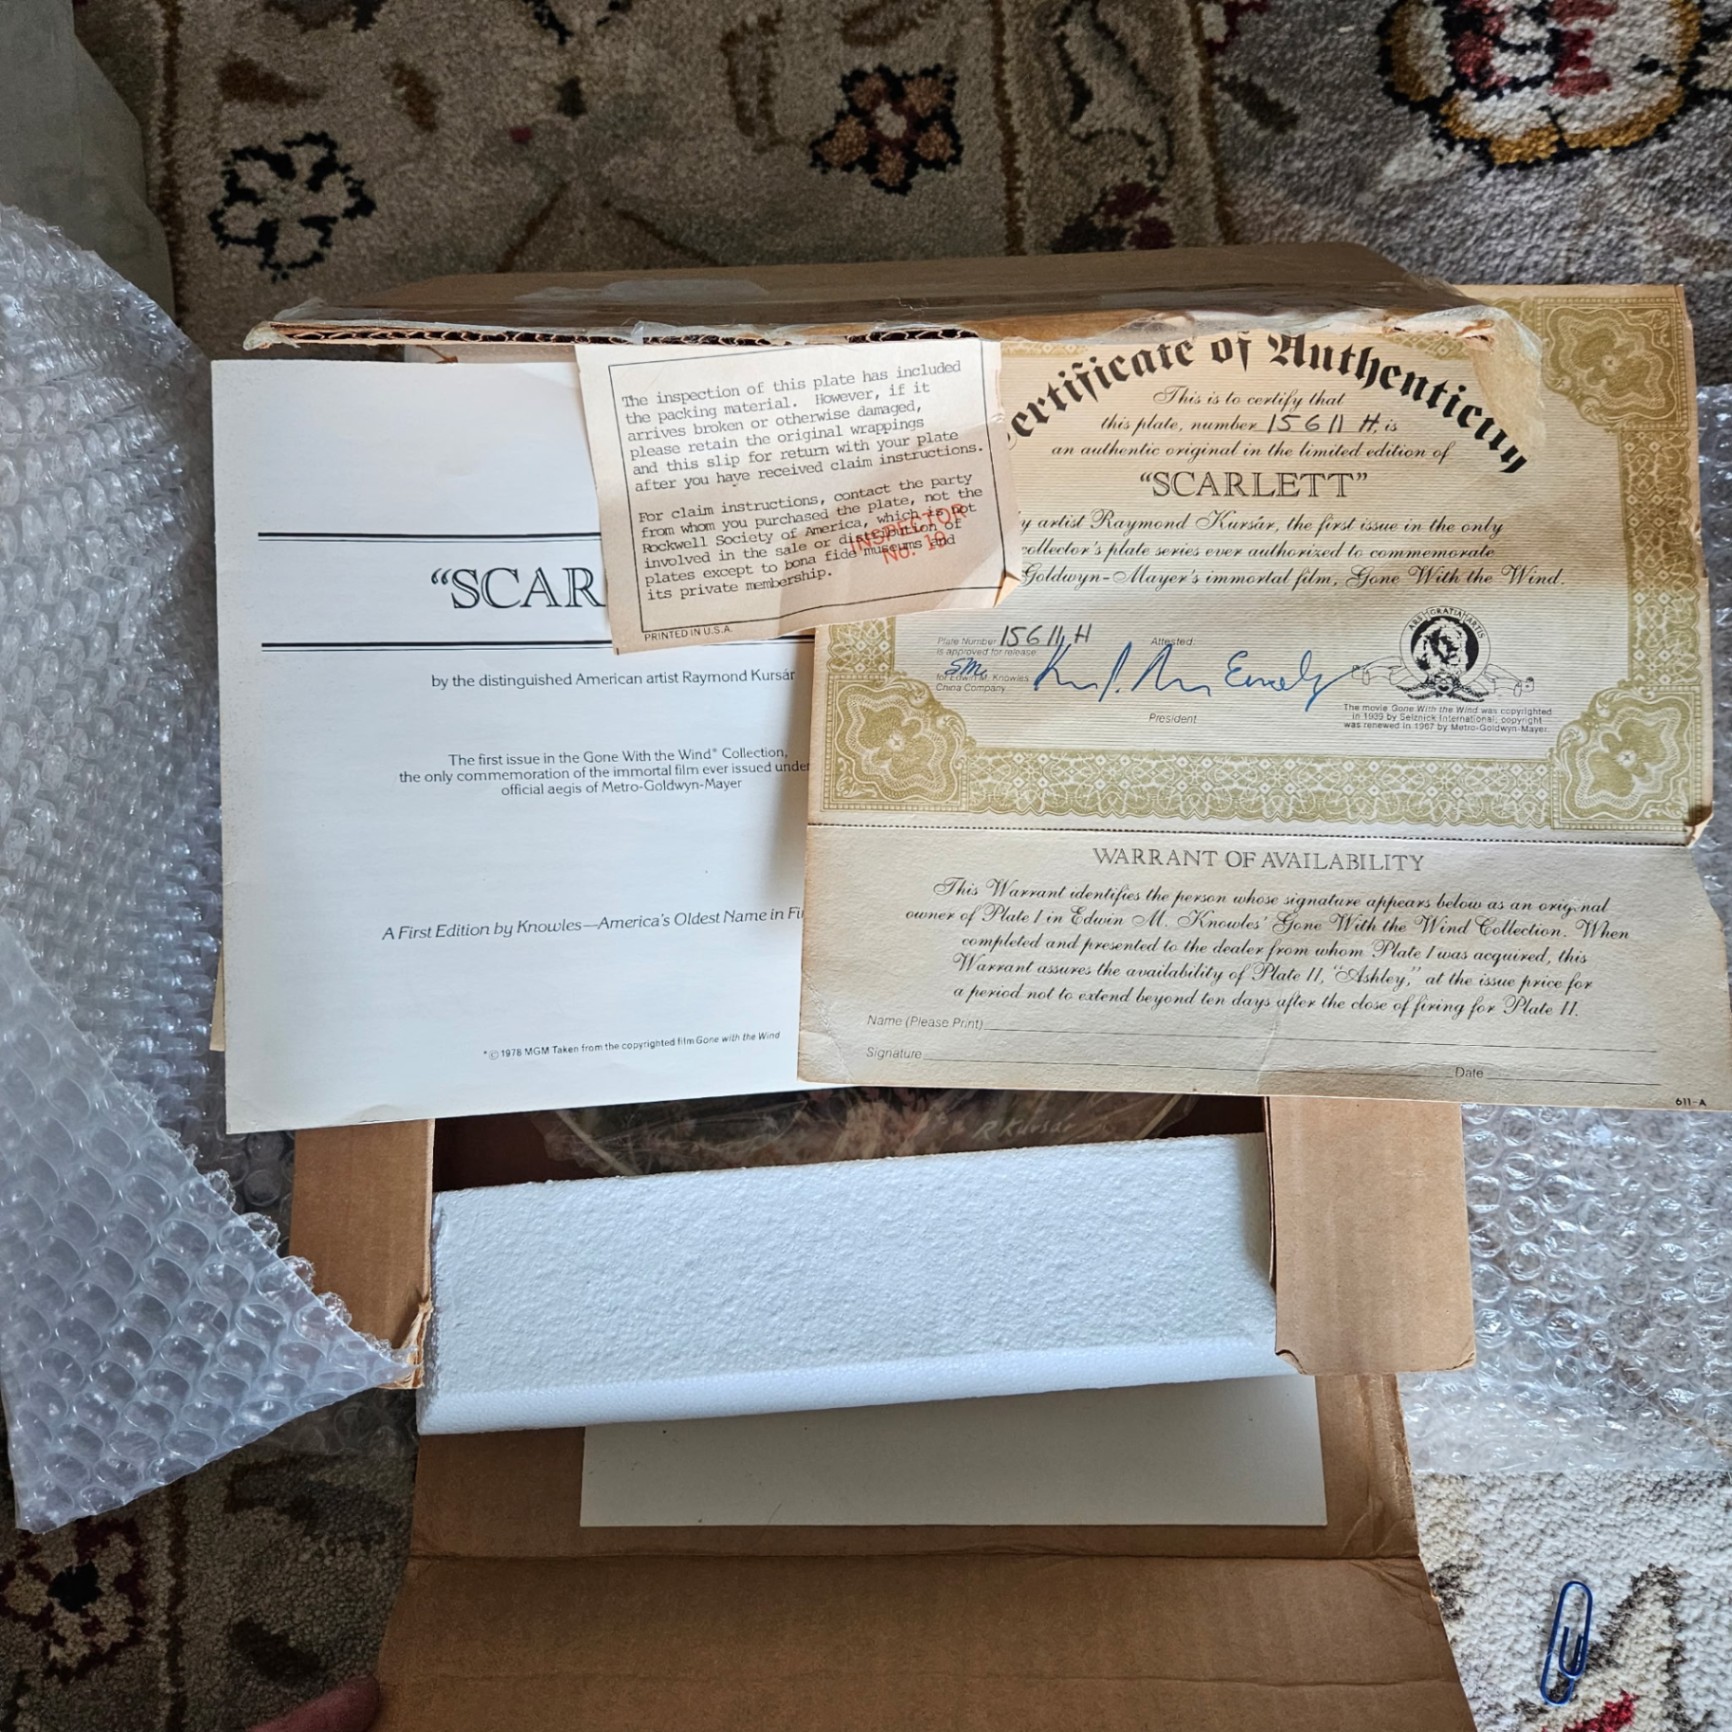 "SCAR
by the distinguished American artist Raymond Kursár
The first issue in the Gone With the Wind* Collection,
the only commemoration of the immortal film ever issued under
official aegis of Metro-Goldwyn-Mayer
A First Edition by Knowles—America's Oldest Name in Fi
*© 1978 MGM Taken from the copyrighted film Gone with the Wind
The inspection of this plate has included
the packing material. However, if it
arrives broken or otherwise damaged,
please retain the original wrappings
and this slip for return with your plate
after you have received claim instructions.
For claim instructions, contact the party
from whom you purchased the plate, not the
Rockwell Society of America, which is not
involved in the sale or distribution of
plates except to bona fide museums and
its private membership.
INSPECTOR
No. 18
PRINTED IN U.S.A.
ertificate of Authenticity
This is to certify that
this plate, number 15611 H, is
an authentic original in the limited edition of
"SCARLETT"
y artist Raymond Kursár, the first issue in the only
collector's plate series ever authorized to commemorate
Goldwyn-Mayer's immortal film, Gone With the Wind.
Plate Number 15611 H
is approved for release
for Edwin M. Knowles
China Company
Attested
President
ARS GRATIA ARTIS
The movie Gone With the Wind was copyrighted
in 1939 by Selznick International; copyright
was renewed in 1967 by Metro-Goldwyn-Mayer.
WARRANT OF AVAILABILITY
This Warrant identifies the person whose signature appears below as an original
owner of Plate I in Edwin M. Knowles' Gone With the Wind Collection. When
completed and presented to the dealer from whom Plate I was acquired, this
Warrant assures the availability of Plate II, "Ashley," at the issue price for
a period not to extend beyond ten days after the close of firing for Plate II.
Name (Please Print)
Signature
Date
611-A
R Kursár